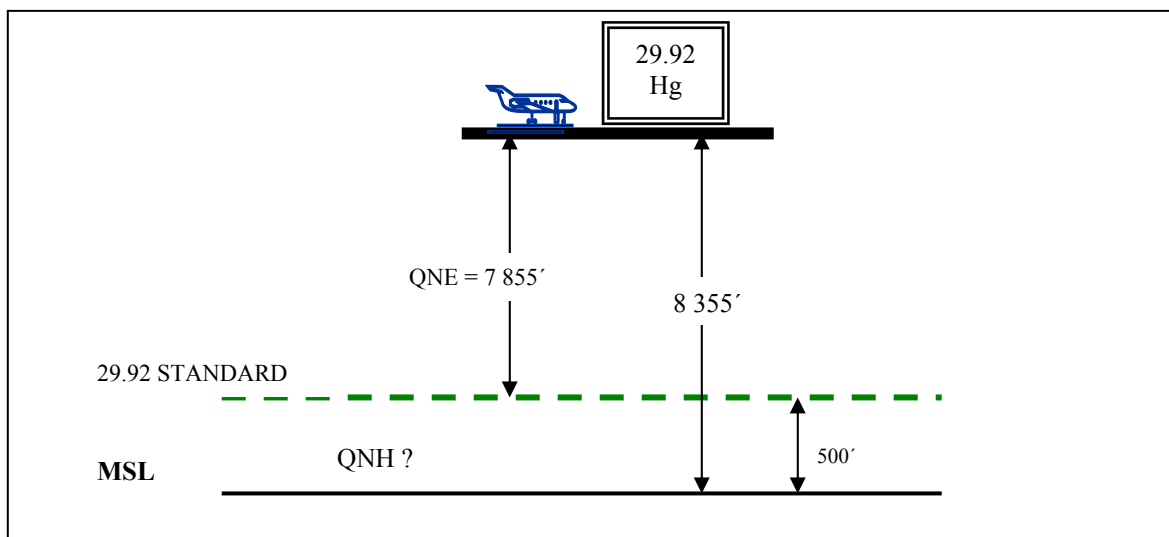 29.92
Hg
QNE = 7 855´
8 355´
29.92 STANDARD
QNH ?
500´
MSL